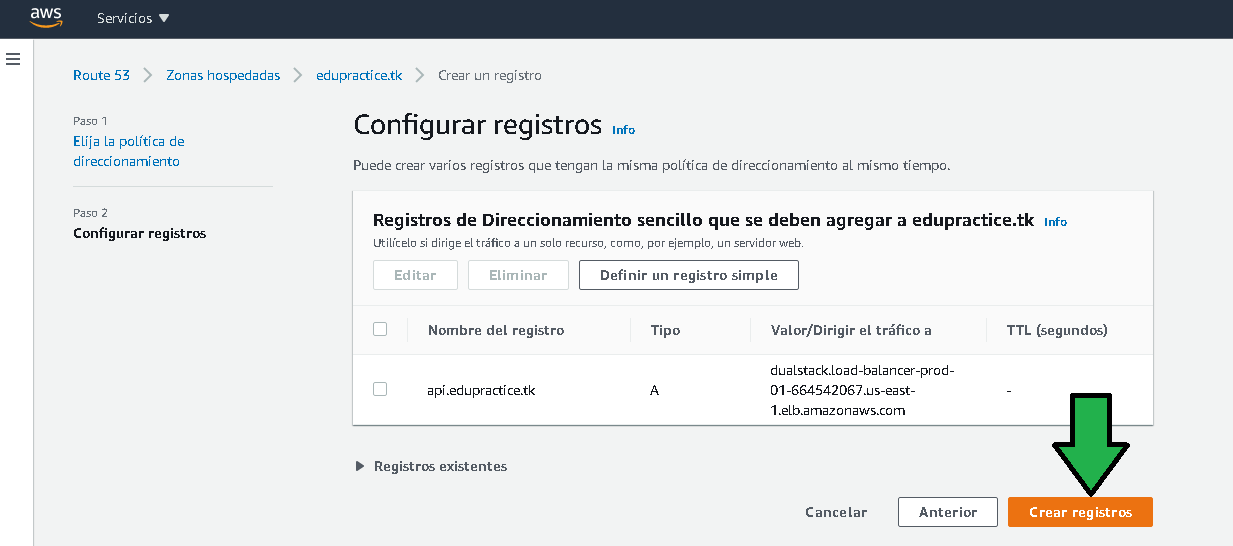 aws Servicios
Route 53 Zonas hospedadas edupractice.tk Crear un registro
Paso 1
Elija la política de
direccionamiento
Paso 2
Configurar registros
Configurar registros Info
Puede crear varios registros que tengan la misma política de direccionamiento al mismo tiempo.
Registros de Direccionamiento sencillo que se deben agregar a edupractice.tk Info
Utilícelo si dirige el tráfico a un solo recurso, como, por ejemplo, un servidor web.
Editar Eliminar Definir un registro simple
Nombre del registro Tipo Valor/Dirigir el tráfico a TTL (segundos)
api.edupractice.tk A dualstack.load-balancer-prod-
01-664542067.us-east-
1.elb.amazonaws.com -
Registros existentes
Cancelar Anterior Crear registros